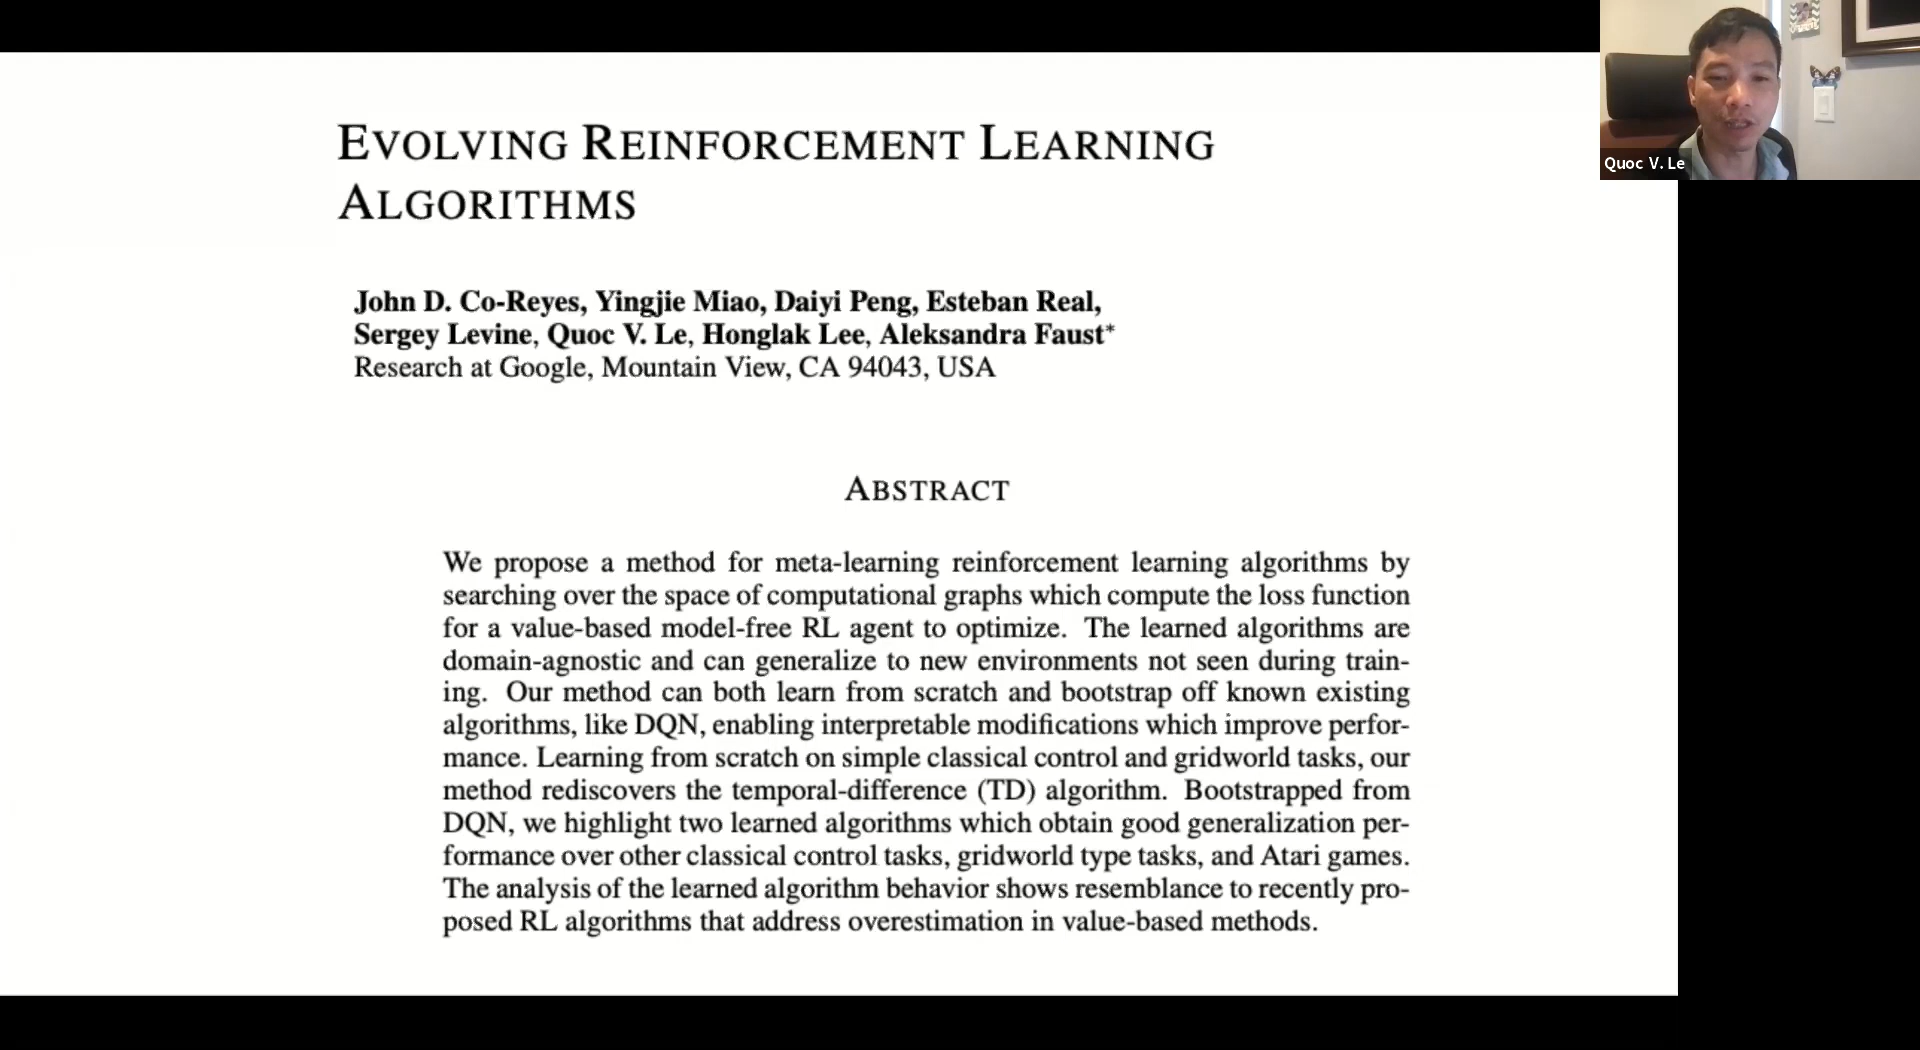 EVOLVING REINFORCEMENT LEARNING
ALGORITHMS
John D. Co-Reyes, Yingjie Miao, Daiyi Peng, Esteban Real,
Sergey Levine, Quoc V. Le, Honglak Lee, Aleksandra Faust*
Research at Google, Mountain View, CA 94043, USA
ABSTRACT
We propose a method for meta-learning reinforcement learning algorithms by
searching over the space of computational graphs which compute the loss function
for a value-based model-free RL agent to optimize. The learned algorithms are
domain-agnostic and can generalize to new environments not seen during train-
ing. Our method can both learn from scratch and bootstrap off known existing
algorithms, like DQN, enabling interpretable modifications which improve perfor-
mance. Learning from scratch on simple classical control and gridworld tasks, our
method rediscovers the temporal-difference (TD) algorithm. Bootstrapped from
DQN, we highlight two learned algorithms which obtain good generalization per-
formance over other classical control tasks, gridworld type tasks, and Atari games.
The analysis of the learned algorithm behavior shows resemblance to recently pro-
posed RL algorithms that address overestimation in value-based methods.
Quoc V. Le